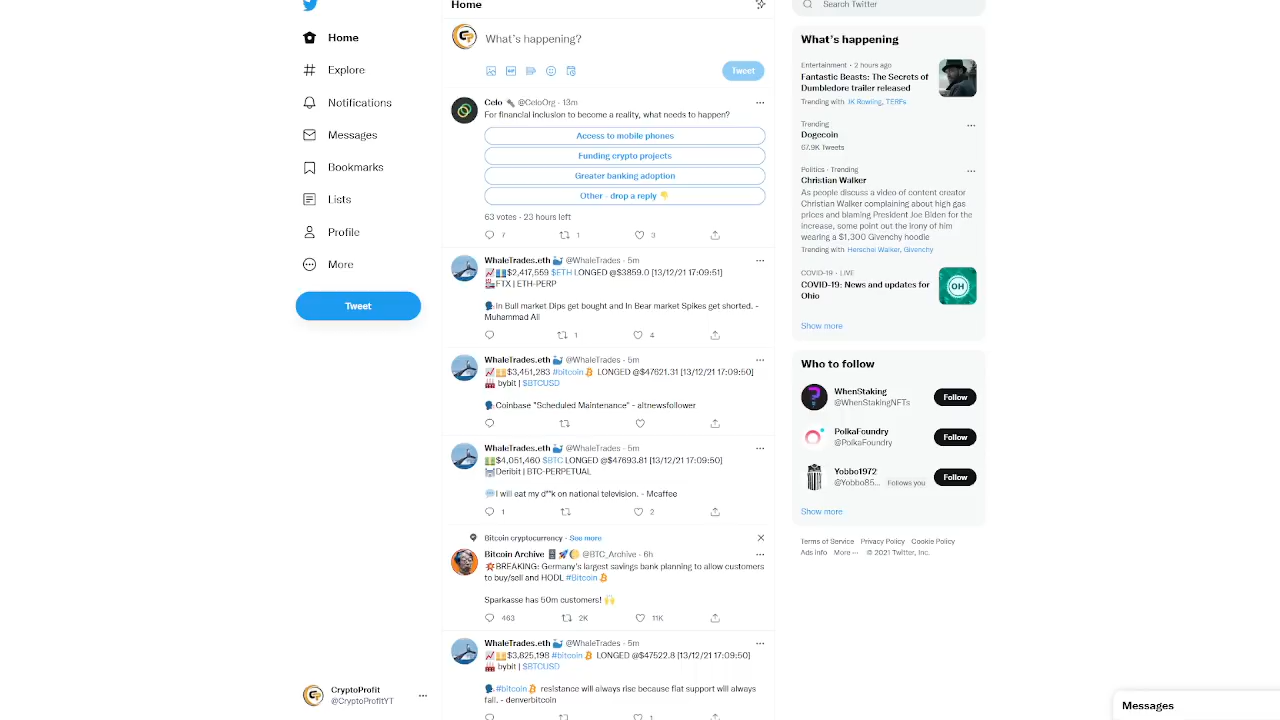 Home
Explore
Notifications
Messages
Bookmarks
Lists
Profile
More
Tweet
CryptoProfit
@CryptoProfitYT
Home
What's happening?
Tweet
Celo @CeloOrg · 13m
For financial inclusion to become a reality, what needs to happen?
Access to mobile phones
Funding crypto projects
Greater banking adoption
Other - drop a reply 👇
63 votes · 23 hours left
7 1 3
WhaleTrades.eth 🐳 @WhaleTrades · 5m
📈💶$2,417,559 $ETH LONGED @$3859.0 [13/12/21 17:09:51]
FTX | ETH-PERP
🗣️In Bull market Dips get bought and In Bear market Spikes get shorted. -
Muhammad Ali
1 4
WhaleTrades.eth 🐳 @WhaleTrades · 5m
📈💴$3,451,283 #bitcoin LONGED @$47621.31 [13/12/21 17:09:50]
bybit | $BTCUSD
🗣️Coinbase "Scheduled Maintenance" - altnewsfollower
WhaleTrades.eth 🐳 @WhaleTrades · 5m
💵$4,051,460 $BTC LONGED @$47693.81 [13/12/21 17:09:50]
Deribit | BTC-PERPETUAL
💬I will eat my d**k on national television. - Mcaffee
1 2
Bitcoin cryptocurrency · See more
Bitcoin Archive 🚀🌕 @BTC_Archive · 6h
💥BREAKING: Germany's largest savings bank planning to allow customers
to buy/sell and HODL #Bitcoin
Sparkasse has 50m customers! 🙌
463 2K 11K
WhaleTrades.eth 🐳 @WhaleTrades · 5m
📈💴$3,825,198 #bitcoin LONGED @$47522.8 [13/12/21 17:09:50]
bybit | $BTCUSD
🗣️#bitcoin resistance will always rise because fiat support will always
fall. - denverbitcoin
1
Search Twitter
What's happening
Entertainment · 2 hours ago
Fantastic Beasts: The Secrets of
Dumbledore trailer released
Trending with JK Rowling, TERFs
Trending
Dogecoin
67.9K Tweets
Politics · Trending
Christian Walker
As people discuss a video of content creator
Christian Walker complaining about high gas
prices and blaming President Joe Biden for the
increase, some point out the irony of him
wearing a $1,300 Givenchy hoodie
Trending with Herschel Walker, Givenchy
COVID-19 · LIVE
COVID-19: News and updates for
Ohio
OH
Show more
Who to follow
WhenStaking
@WhenStakingNFTs
Follow
PolkaFoundry
@PolkaFoundry
Follow
Yobbo1972
@Yobbo85... Follows you
Follow
Show more
Terms of Service Privacy Policy Cookie Policy
Ads info More ··· © 2021 Twitter, Inc.
Messages